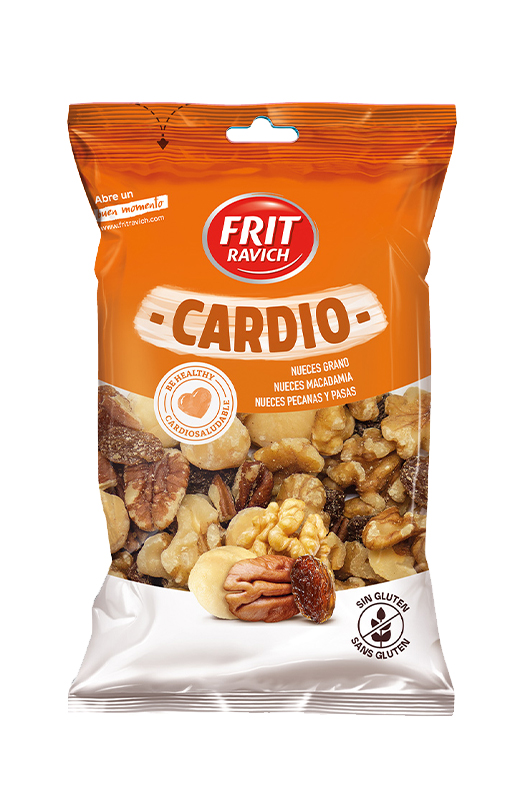 Abre un
buen momento
www.fritravich.com
FRIT
RAVICH
- CARDIO -
NUECES GRANO
NUECES MACADAMIA
NUECES PECANAS Y PASAS
BE HEALTHY
CARDIOSALUDABLE
SIN GLUTEN
SANS GLUTEN